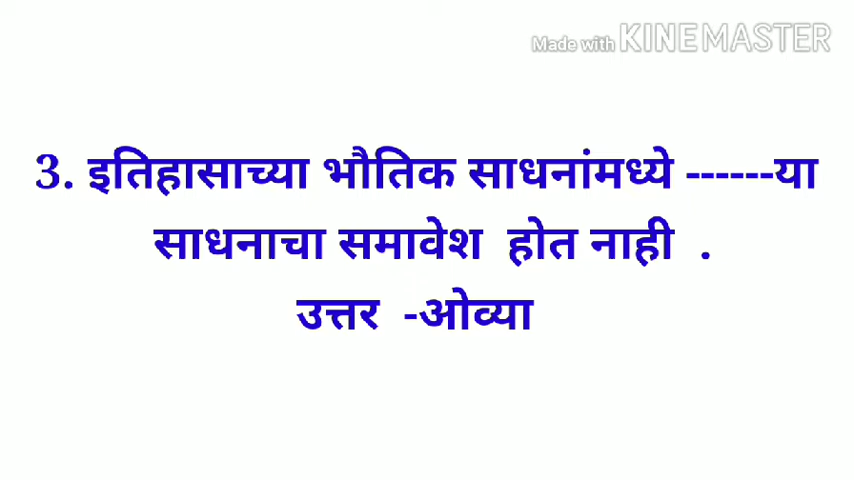 Made with KINEMASTER
3. इतिहासाच्या भौतिक साधनांमध्ये ------या
साधनाचा समावेश होत नाही .
उत्तर -ओव्या